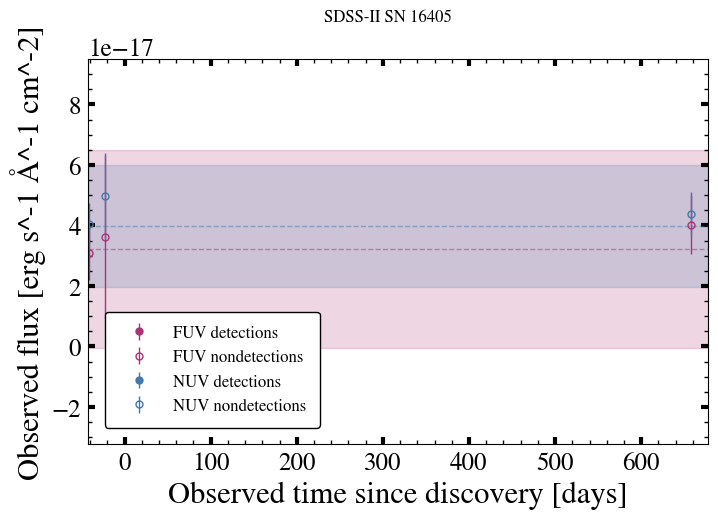 SDSS-II SN 16405
1e−17
Observed flux [erg s^-1 Å^-1 cm^-2]
8
6
4
2
0
−2
FUV detections
FUV nondetections
NUV detections
NUV nondetections
0 100 200 300 400 500 600
Observed time since discovery [days]